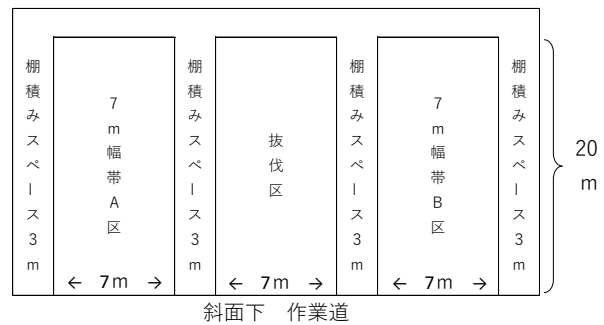 棚積みスペース3m
7m幅帯A区
棚積みスペース3m
抜伐区
棚積みスペース3m
7m幅帯B区
棚積みスペース3m
20
m
← 7m →
← 7m →
← 7m →
斜面下 作業道